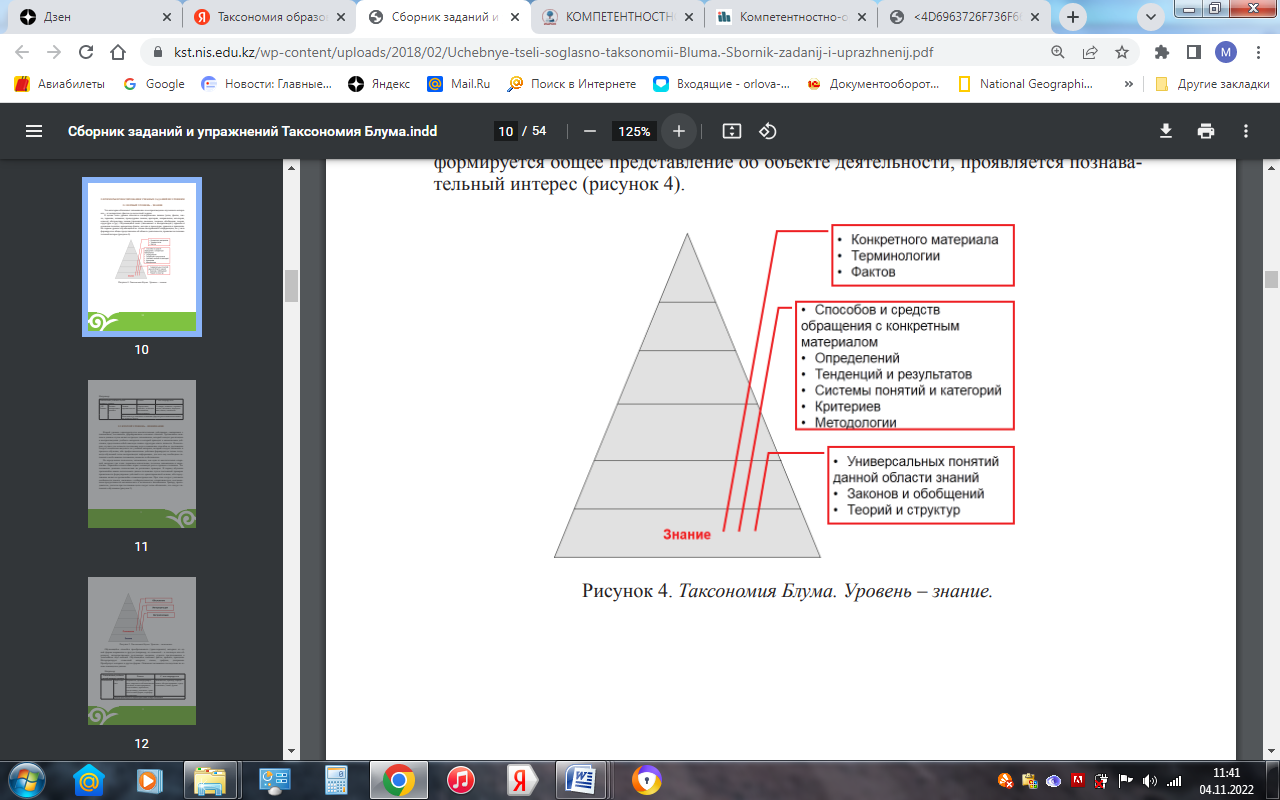 Дзен
Таксономия образо
Сборник заданий и
КОМПЕТЕНТНОСТН
Компетентностно-о
<4D6963726F736F6
kst.nis.edu.kz/wp-content/uploads/2018/02/Uchebnye-tseli-soglasno-taksonomii-Bluma.-Sbornik-zadanij-i-uprazhnenij.pdf
M
Авиабилеты
Google
Новости: Главные...
Яндекс
Mail.Ru
Поиск в Интернете
Входящие - orlova-...
Документооборот...
National Geographi...
»
Другие закладки
Сборник заданий и упражнений Таксономия Блума.indd
10 / 54
125%
10
11
12
формируется общее представление об объекте деятельности, проявляется познава-
тельный интерес (рисунок 4).
• Конкретного материала
• Терминологии
• Фактов
• Способов и средств
обращения с конкретным
материалом
• Определений
• Тенденций и результатов
• Системы понятий и категорий
• Критериев
• Методологии
• Универсальных понятий
данной области знаний
• Законов и обобщений
• Теорий и структур
Знание
Рисунок 4. Таксономия Блума. Уровень – знание.
11:41
04.11.2022